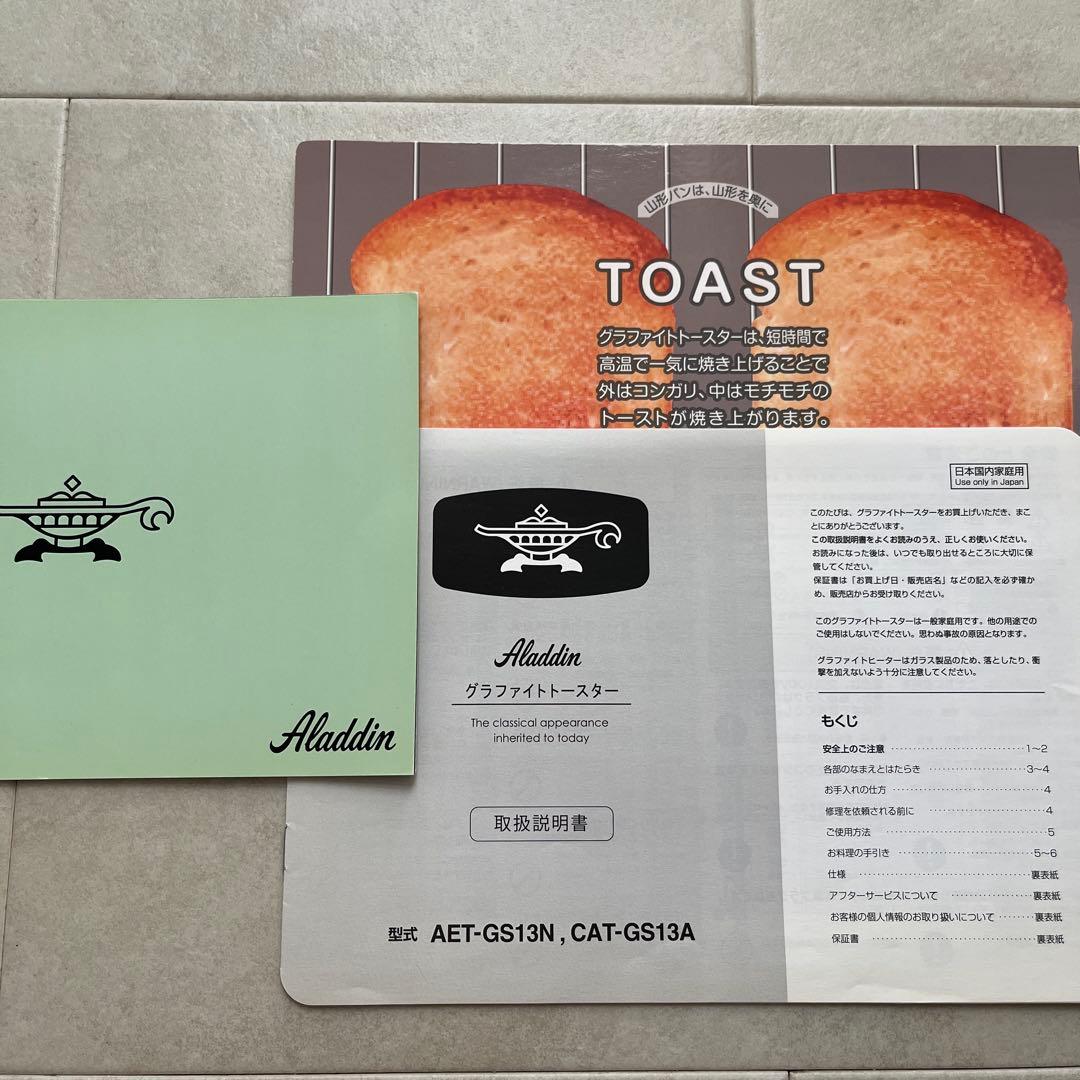 山形パンは、山形を奥に
TOAST
グラファイトトースターは、短時間で
高温で一気に焼き上げることで
外はコンガリ、中はモチモチの
トーストが焼き上がります。
Aladdin
Aladdin
グラファイトトースター
The classical appearance
inherited to today
取扱説明書
型式 AET-GS13N , CAT-GS13A
日本国内家庭用
Use only in Japan
このたびは、グラファイトトースターをお買上げいただき、まこ
とにありがとうございます。
この取扱説明書をよくお読みのうえ、正しくお使いください。
お読みになった後は、いつでも取り出せるところに大切に保
管してください。
保証書は「お買上げ日・販売店名」などの記入を必ず確か
め、販売店からお受け取りください。
このグラファイトトースターは一般家庭用です。他の用途での
ご使用はしないでください。思わぬ事故の原因となります。
グラファイトヒーターはガラス製品のため、落としたり、衝
撃を加えないよう十分に注意してください。
もくじ
安全上のご注意 ………………………… 1〜2
各部のなまえとはたらき ………………… 3〜4
お手入れの仕方 ………………………… 4
修理を依頼される前に ………………… 4
ご使用方法 ……………………………… 5
お料理の手引き ………………………… 5〜6
仕様 ……………………………………… 裏表紙
アフターサービスについて ……………… 裏表紙
お客様の個人情報のお取り扱いについて ……… 裏表紙
保証書 …………………………………… 裏表紙